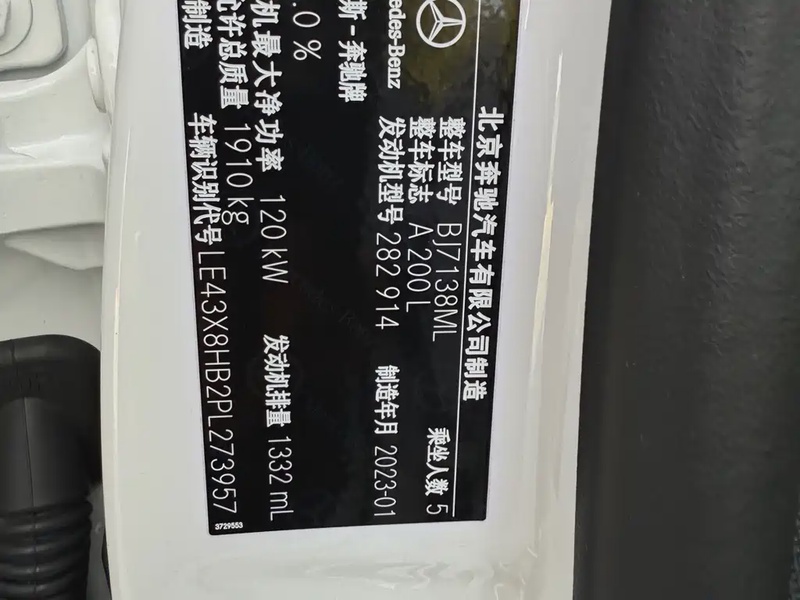 edes-Benz
斯-奔驰牌
北京奔驰汽车有限公司制造
整车型号 BJ7138ML 乘坐人数 5
整车标志 A 200 L
发动机型号 282 914 制造年月 2023-01
.0 %
机最大净功率 120 kW 发动机排量 1332 mL
允许总质量 1910 kg
制造
车辆识别代号 LE43X8HB2PL273957
3729553